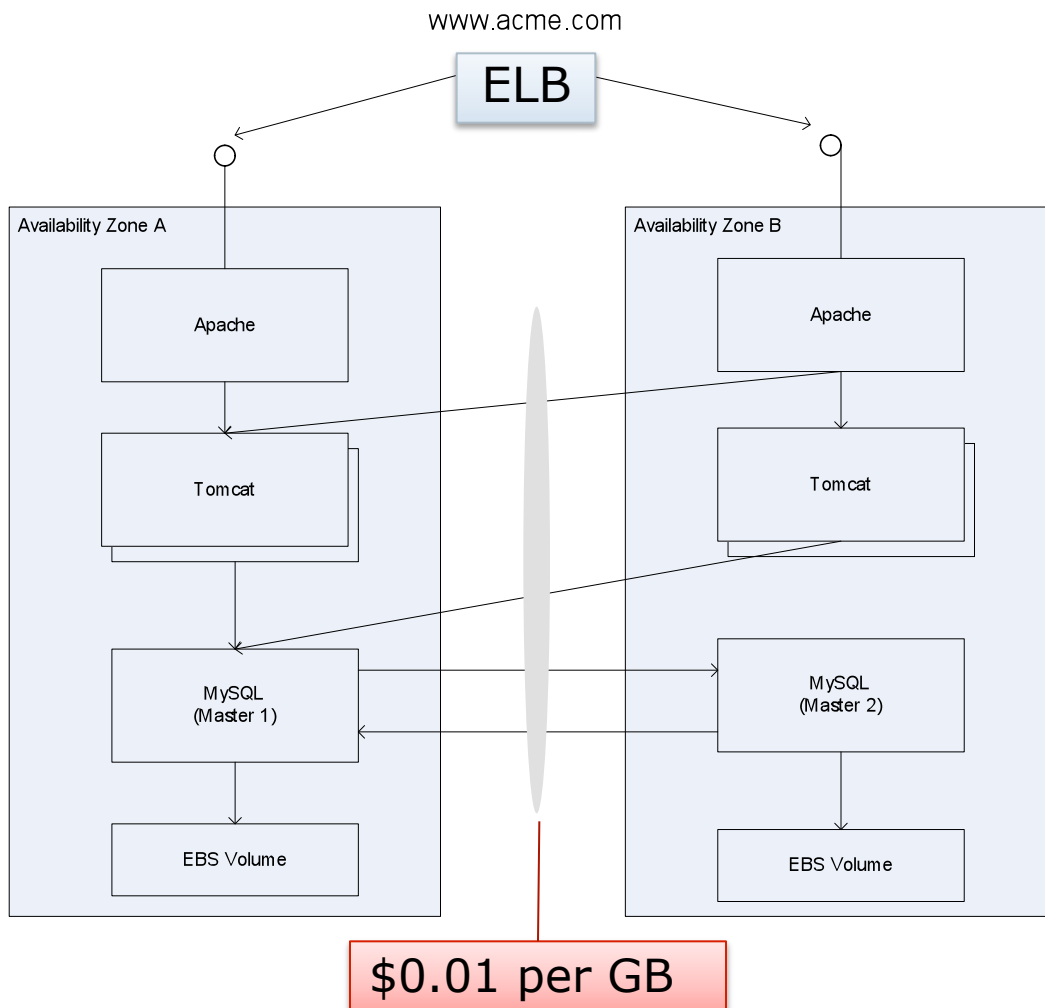 www.acme.com
ELB
Availability Zone A
Apache
Tomcat
MySQL
(Master 1)
EBS Volume
Availability Zone B
Apache
Tomcat
MySQL
(Master 2)
EBS Volume
$0.01 per GB